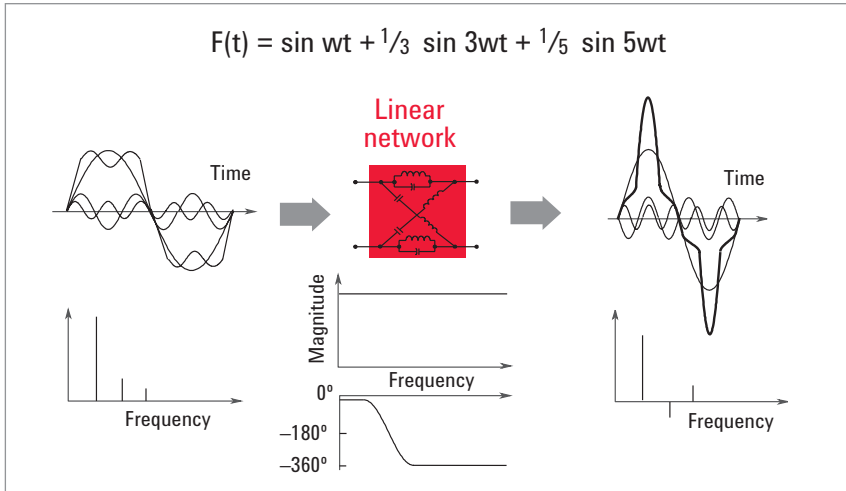 F(t) = sin wt + 1/3 sin 3wt + 1/5 sin 5wt
Linear
network
Time
Time
Magnitude
Frequency
Frequency
Frequency
0º
–180º
–360º